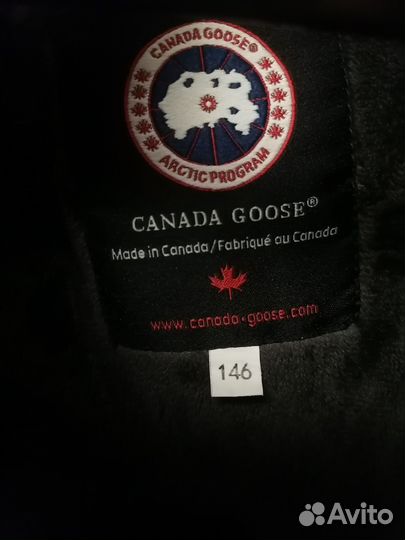 CANADA GOOSE®
ARCTIC PROGRAM
CANADA GOOSE®
Made in Canada/Fabriqué au Canada
www.canada-goose.com
146
Avito